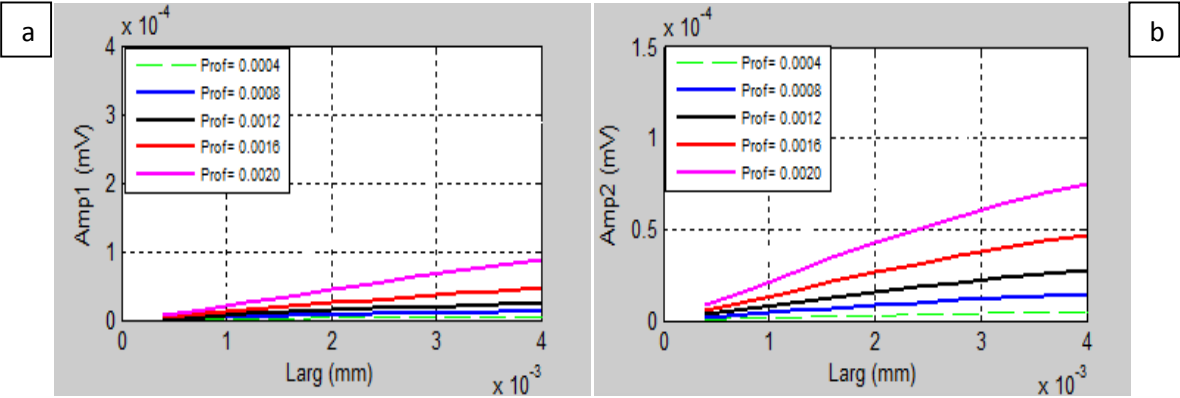 a
x 10⁻⁴
4
3
2
1
0
Amp1 (mV)
Prof= 0.0004
Prof= 0.0008
Prof= 0.0012
Prof= 0.0016
Prof= 0.0020
0 1 2 3 4
Larg (mm)
x 10⁻³
b
x 10⁻⁴
1.5
1
0.5
0
Amp2 (mV)
Prof= 0.0004
Prof= 0.0008
Prof= 0.0012
Prof= 0.0016
Prof= 0.0020
0 1 2 3 4
Larg (mm)
x 10⁻³